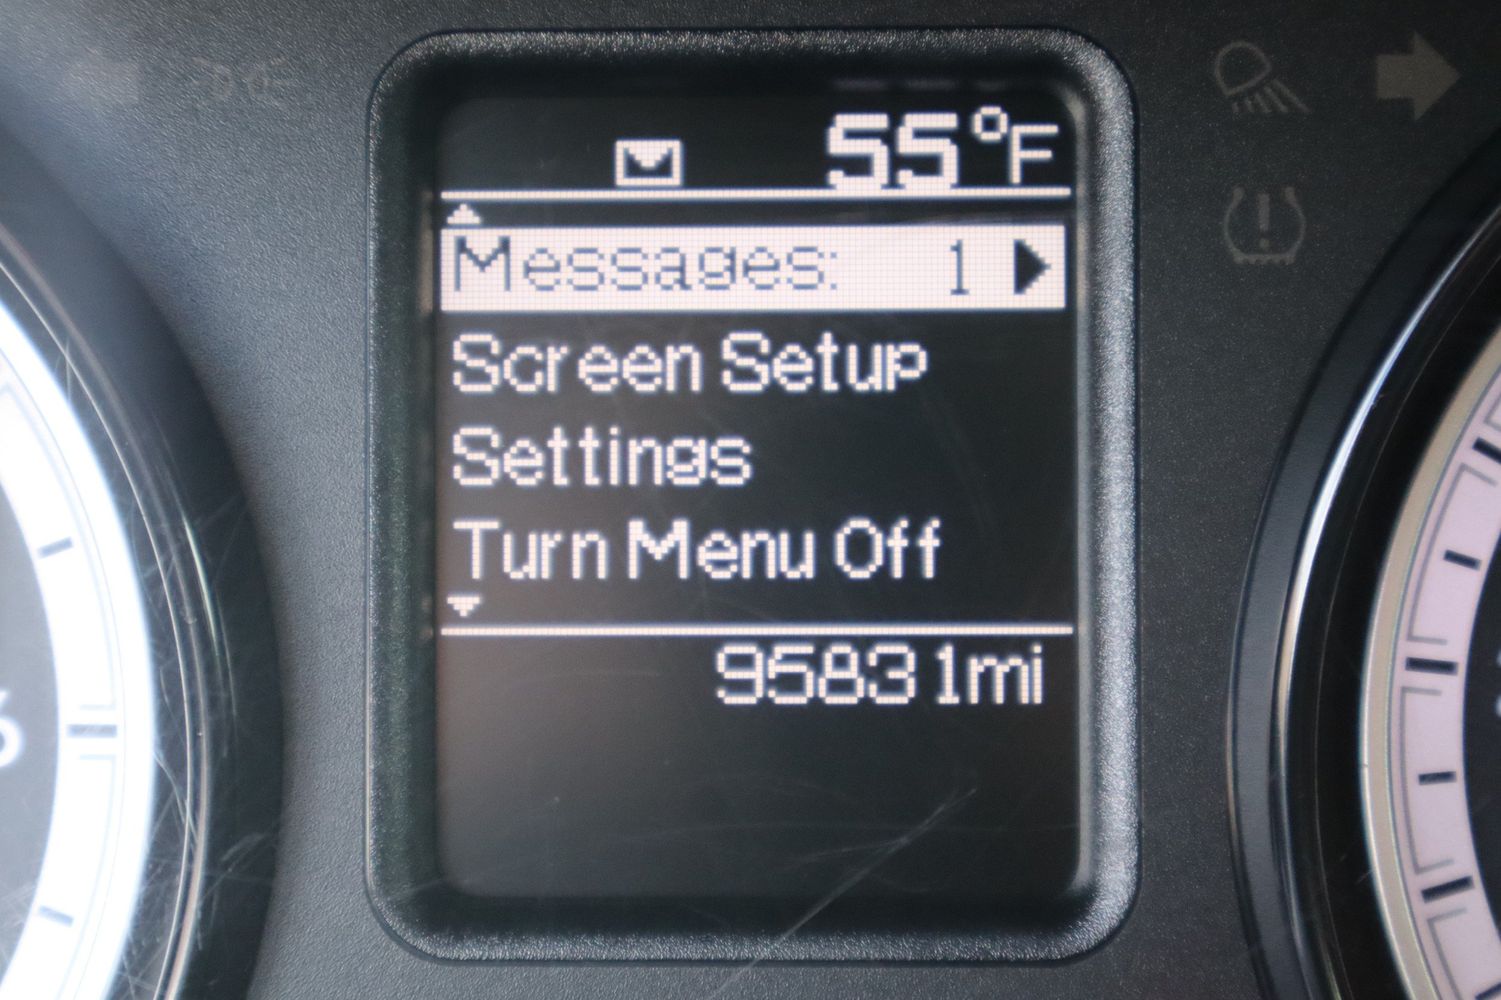 55°F
Messages: 1
Screen Setup
Settings
Turn Menu Off
95831mi